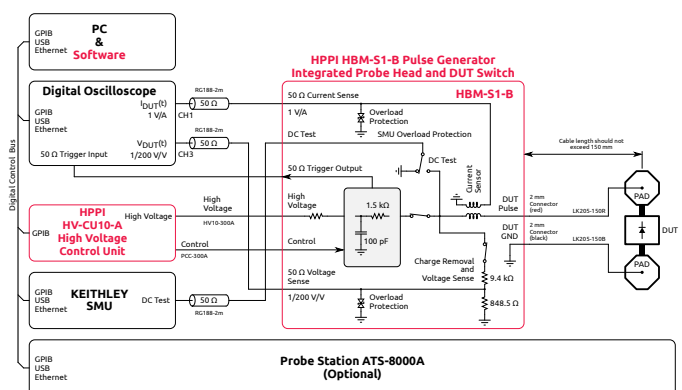 GPIB
USB
Ethernet
PC
&
Software
Digital Control Bus
Digital Oscilloscope
GPIB
USB
Ethernet
IDUT(t)
1 V/A
CH1
VDUT(t)
1/200 V/V
CH3
50 Ω Trigger Input
RG188-2m
50 Ω
RG188-2m
50 Ω
HPPI
HV-CU10-A
High Voltage
Control Unit
GPIB
High Voltage
Control
High
Voltage
HV10-300A
Control
PCC-300A
KEITHLEY
SMU
GPIB
USB
Ethernet
DC Test
50 Ω
RG188-2m
HPPI HBM-S1-B Pulse Generator
Integrated Probe Head and DUT Switch
HBM-S1-B
50 Ω Current Sense
1 V/A
Overload
Protection
DC Test
SMU Overload Protection
50 Ω Trigger Output
DC Test
Current
Sensor
High
Voltage
1.5 kΩ
100 pF
Control
DUT
Pulse
DUT
GND
Charge Removal
and
Voltage Sense
9.4 kΩ
848.5 Ω
50 Ω Voltage
Sense
1/200 V/V
Overload
Protection
Cable length should not
exceed 150 mm
2 mm
Connector
(red)
LK205-150R
2 mm
Connector
(black)
LK205-150B
PAD
DUT
PAD
GPIB
USB
Ethernet
Probe Station ATS-8000A
(Optional)